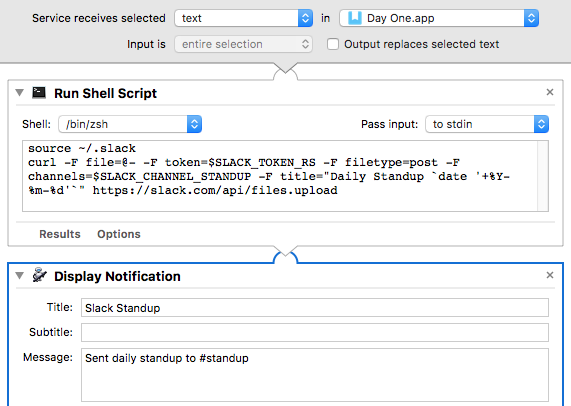 Service receives selected text in Day One.app
Input is entire selection Output replaces selected text
Run Shell Script
Shell: /bin/zsh Pass input: to stdin
source ~/.slack
curl -F file=@- -F token=$SLACK_TOKEN_RS -F filetype=post -F
channels=$SLACK_CHANNEL_STANDUP -F title="Daily Standup `date '+%Y-
%m-%d'`" https://slack.com/api/files.upload
Results Options
Display Notification
Title: Slack Standup
Subtitle:
Message: Sent daily standup to #standup